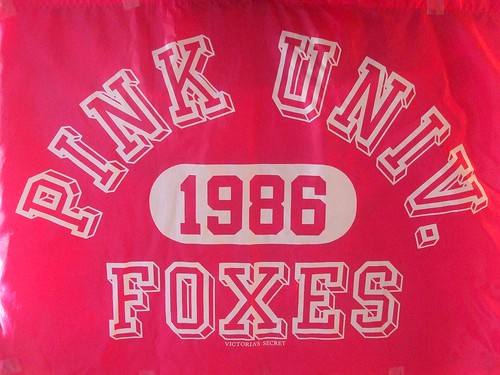 PINK UNIV.
1986
FOXES
VICTORIA'S SECRET